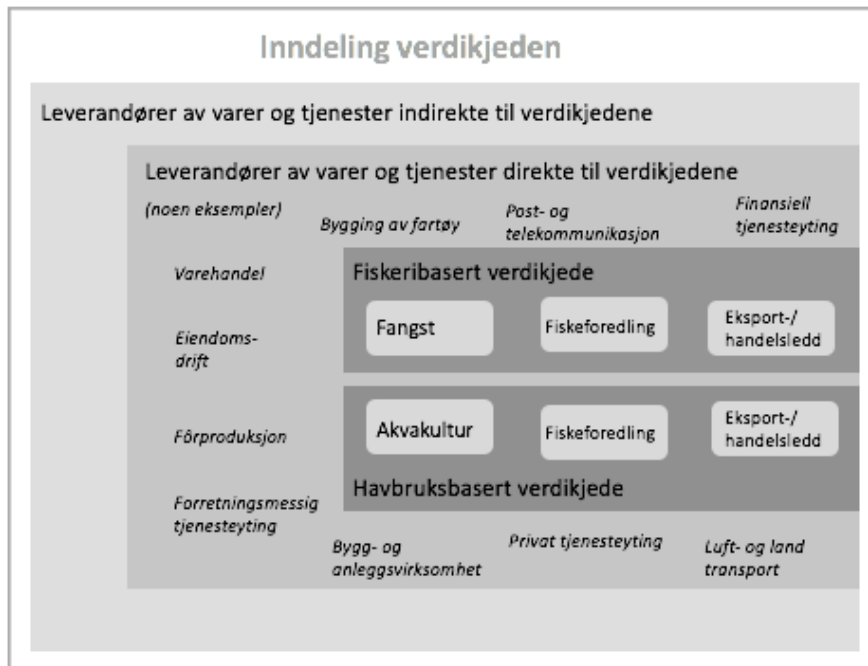 Inndeling verdikjeden
Leverandører av varer og tjenester indirekte til verdikjedene
Leverandører av varer og tjenester direkte til verdikjedene
(noen eksempler)
Bygging av fartøy
Post- og
telekommunikasjon
Finansiell
tjenesteyting
Varehandel
Fiskeribasert verdikjede
Eiendoms-
drift
Fangst
Fiskeforedling
Eksport-/
handelsledd
Fôrproduksjon
Akvakultur
Fiskeforedling
Eksport-/
handelsledd
Havbruksbasert verdikjede
Forretningsmessig
tjenesteyting
Bygg- og
anleggsvirksomhet
Privat tjenesteyting
Luft- og land
transport